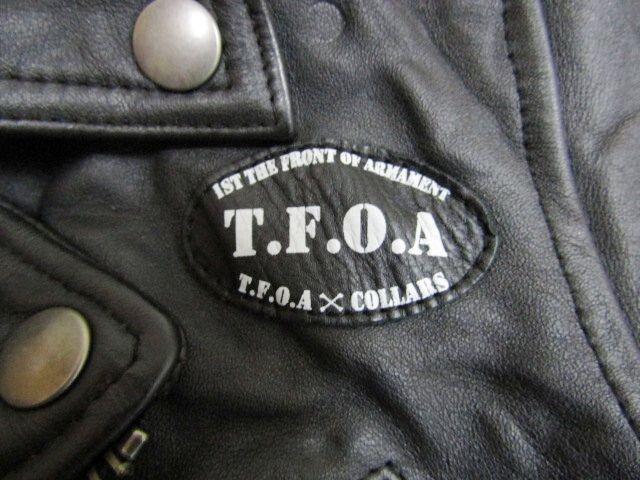 1ST THE FRONT OF ARMAMENT
T.F.O.A
T.F.O.A COLLARS